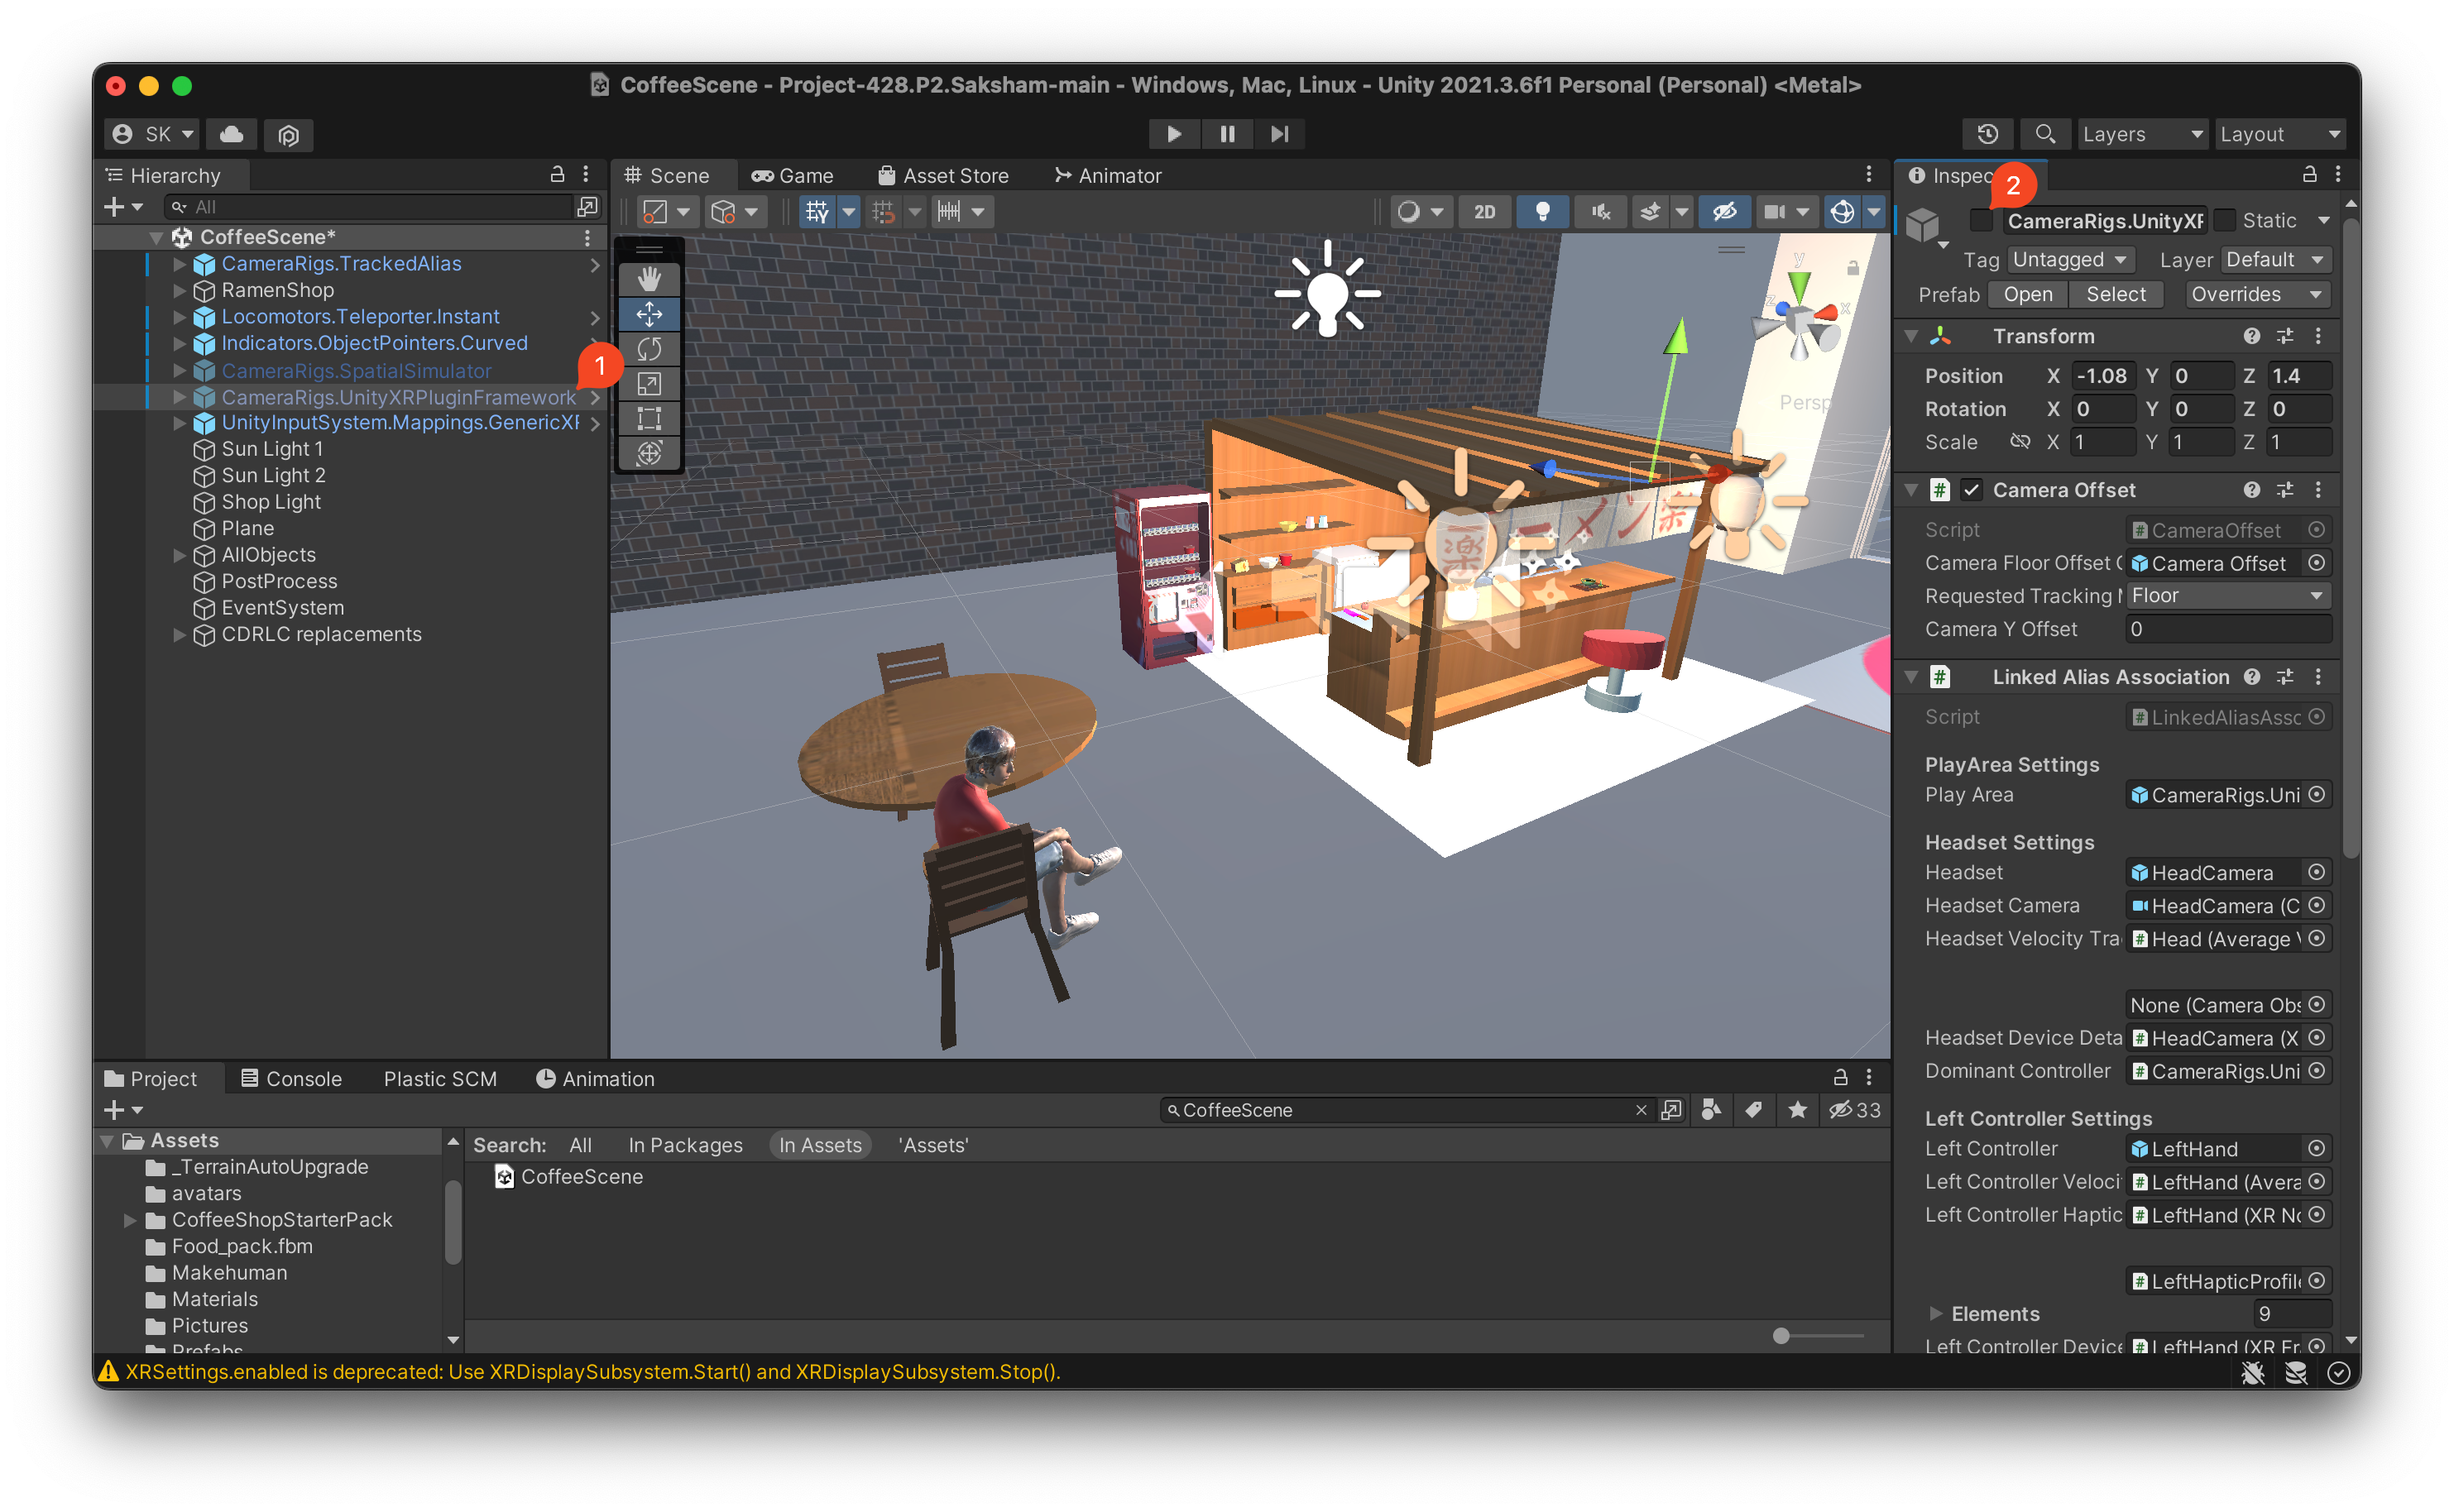 CoffeeScene - Project-428.P2.Saksham-main - Windows, Mac, Linux - Unity 2021.3.6f1 Personal (Personal) <Metal>
SK
Layers
Layout
Hierarchy
All
CoffeeScene*
CameraRigs.TrackedAlias
RamenShop
Locomotors.Teleporter.Instant
Indicators.ObjectPointers.Curved
CameraRigs.SpatialSimulator
CameraRigs.UnityXRPluginFramework
1
UnityInputSystem.Mappings.GenericXR
Sun Light 1
Sun Light 2
Shop Light
Plane
AllObjects
PostProcess
EventSystem
CDRLC replacements
Scene
Game
Asset Store
Animator
2D
y
z
x
Persp
ラーメン楽
楽
Inspec
2
CameraRigs.UnityXF
Static
Tag Untagged
Layer Default
Prefab Open Select Overrides
Transform
Position X -1.08 Y 0 Z 1.4
Rotation X 0 Y 0 Z 0
Scale X 1 Y 1 Z 1
# Camera Offset
Script # CameraOffset
Camera Floor Offset Camera Offset
Requested Tracking Floor
Camera Y Offset 0
# Linked Alias Association
Script # LinkedAliasAssc
PlayArea Settings
Play Area CameraRigs.Uni
Headset Settings
Headset HeadCamera
Headset Camera HeadCamera (C
Headset Velocity Tra # Head (Average
None (Camera Obs
Headset Device Deta # HeadCamera (X
Dominant Controller # CameraRigs.Uni
Left Controller Settings
Left Controller LeftHand
Left Controller Veloci # LeftHand (Avera
Left Controller Haptic # LeftHand (XR No
# LeftHapticProfile
Elements 9
Left Controller Device # LeftHand (XR Fr
Project
Console
Plastic SCM
Animation
CoffeeScene
33
Assets
_TerrainAutoUpgrade
avatars
CoffeeShopStarterPack
Food_pack.fbm
Makehuman
Materials
Pictures
Prefabs
Search: All In Packages In Assets 'Assets'
CoffeeScene
XRSettings.enabled is deprecated: Use XRDisplaySubsystem.Start() and XRDisplaySubsystem.Stop().